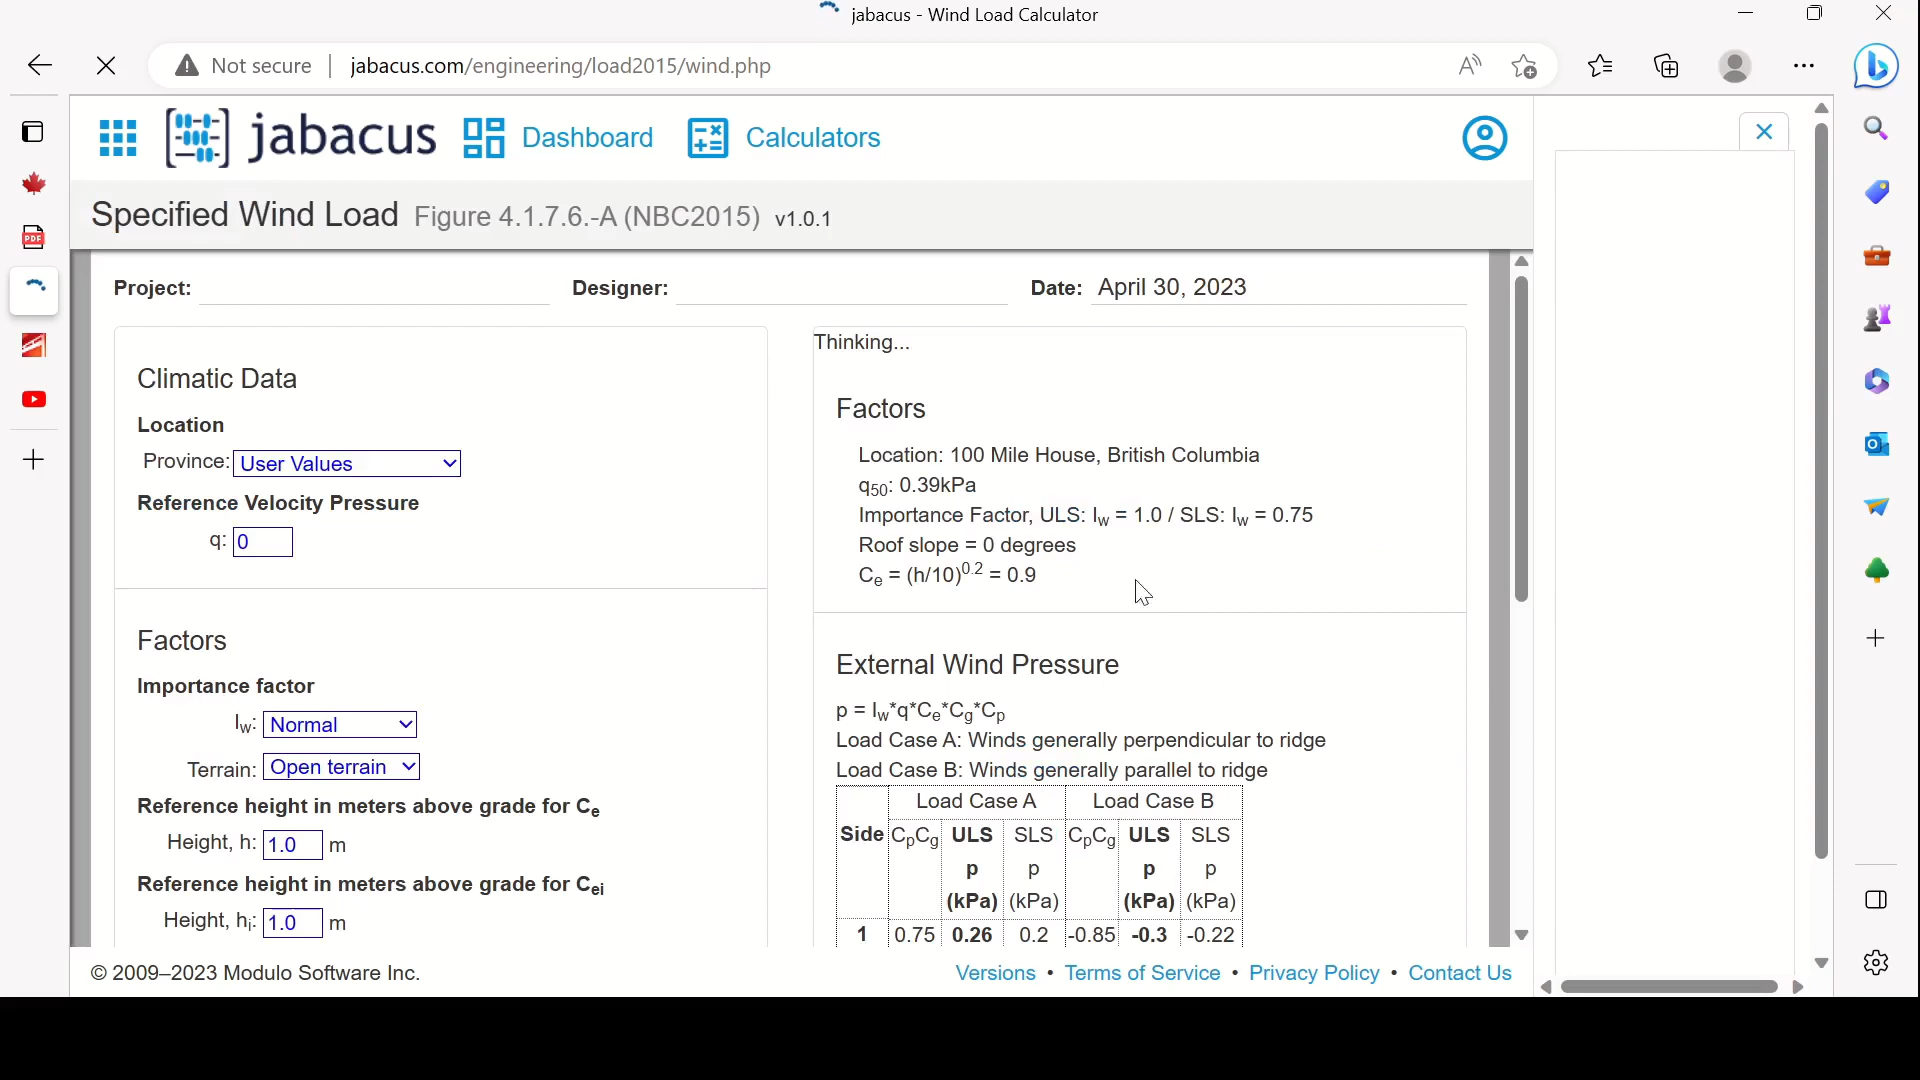 jabacus - Wind Load Calculator
Not secure jabacus.com/engineering/load2015/wind.php
jabacus Dashboard Calculators
Specified Wind Load Figure 4.1.7.6.-A (NBC2015) v1.0.1
Project: Designer: Date: April 30, 2023
Climatic Data
Location
Province: User Values
Reference Velocity Pressure
q: 0
Factors
Importance factor
Iw: Normal
Terrain: Open terrain
Reference height in meters above grade for Ce
Height, h: 1.0 m
Reference height in meters above grade for Cei
Height, hi: 1.0 m
Thinking...
Factors
Location: 100 Mile House, British Columbia
q50: 0.39kPa
Importance Factor, ULS: Iw = 1.0 / SLS: Iw = 0.75
Roof slope = 0 degrees
Ce = (h/10)^0.2 = 0.9
External Wind Pressure
p = Iw*q*Ce*Cg*Cp
Load Case A: Winds generally perpendicular to ridge
Load Case B: Winds generally parallel to ridge
Load Case A Load Case B
Side CpCg ULS SLS CpCg ULS SLS
p p p p
(kPa) (kPa) (kPa) (kPa)
1 0.75 0.26 0.2 -0.85 -0.3 -0.22
© 2009–2023 Modulo Software Inc. Versions • Terms of Service • Privacy Policy • Contact Us